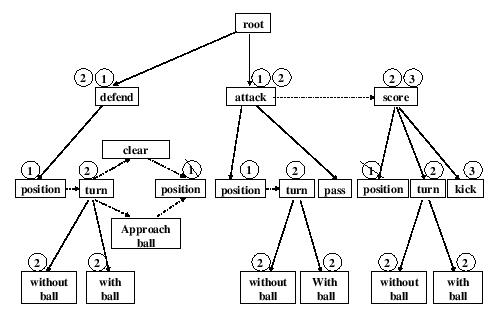 root
2 1 1 2 2 3
defend attack score
clear
1 2 1 1 2 1 2 3
position turn position position turn pass position turn kick
Approach
ball
2 2 2 2 2 2
without with without With without with
ball ball ball ball ball ball